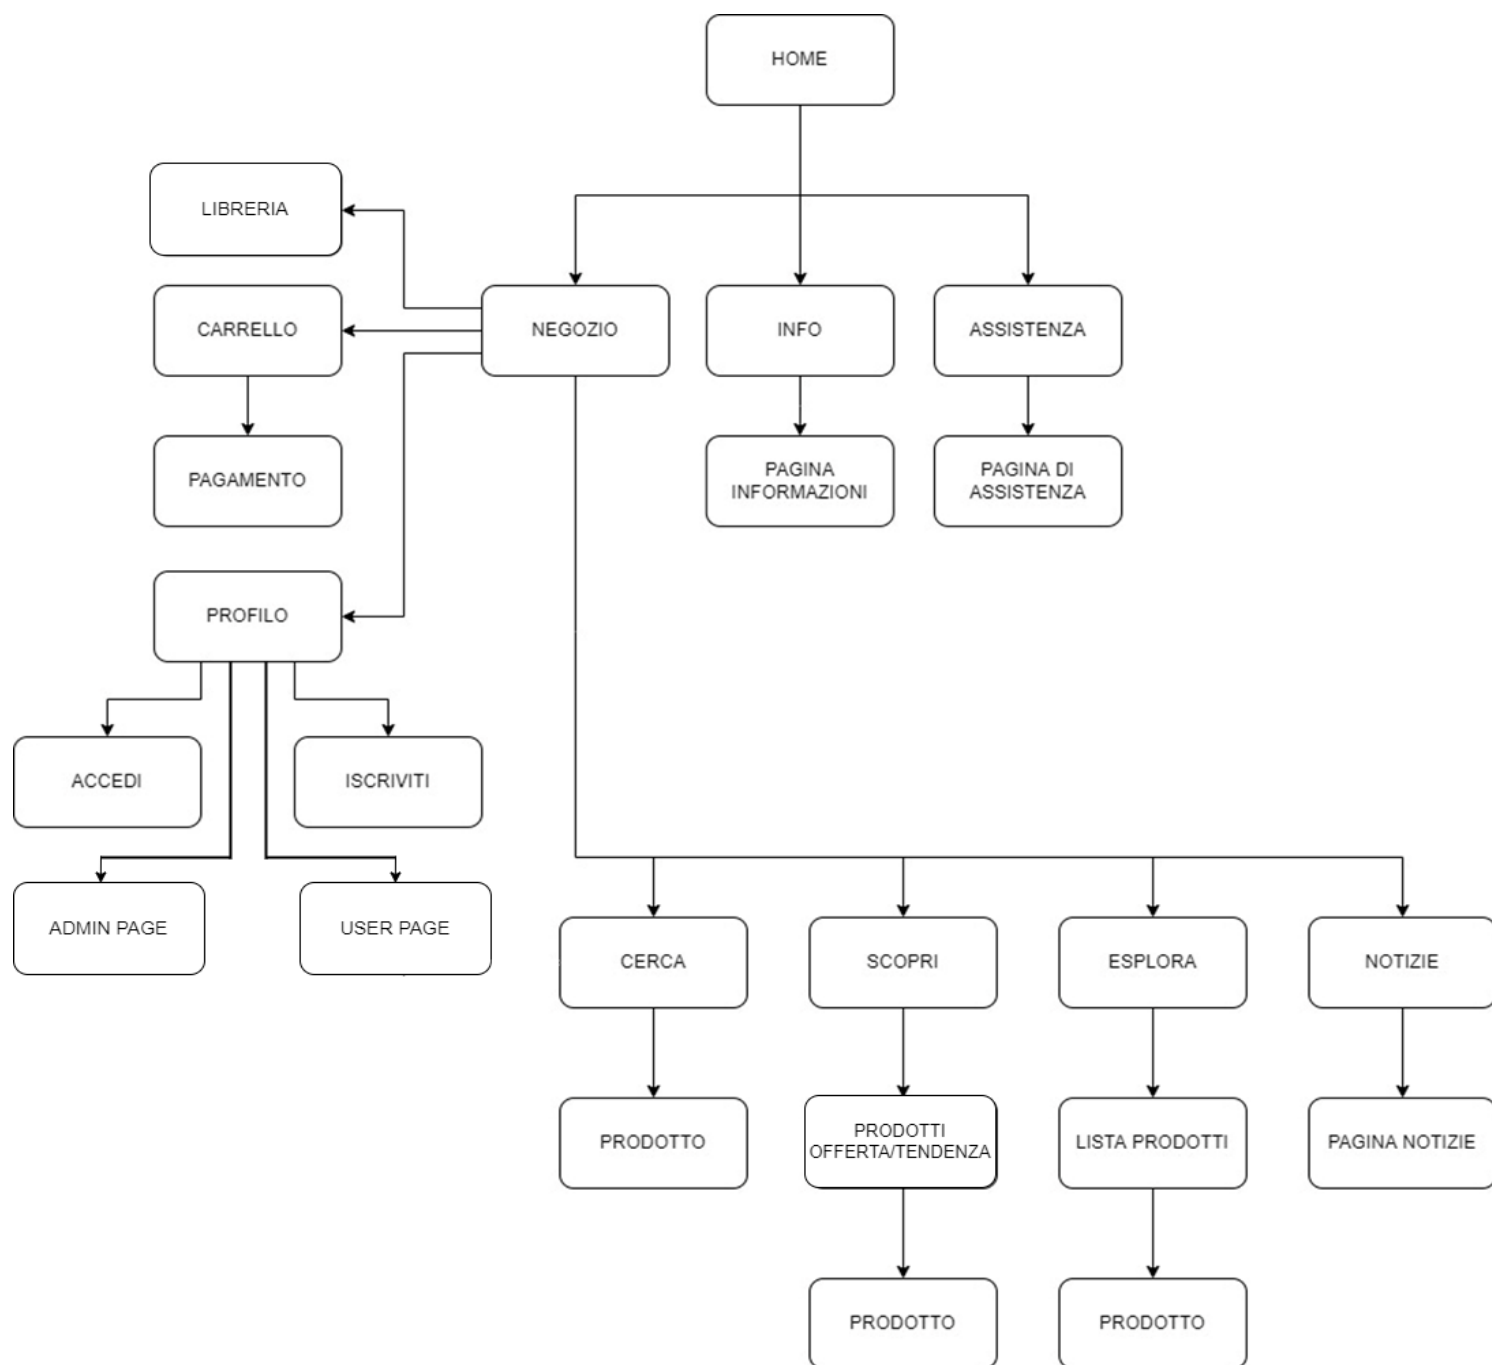 HOME
LIBRERIA
CARRELLO
NEGOZIO
INFO
ASSISTENZA
PAGAMENTO
PAGINA
INFORMAZIONI
PAGINA DI
ASSISTENZA
PROFILO
ACCEDI
ISCRIVITI
ADMIN PAGE
USER PAGE
CERCA
SCOPRI
ESPLORA
NOTIZIE
PRODOTTO
PRODOTTI
OFFERTA/TENDENZA
LISTA PRODOTTI
PAGINA NOTIZIE
PRODOTTO
PRODOTTO